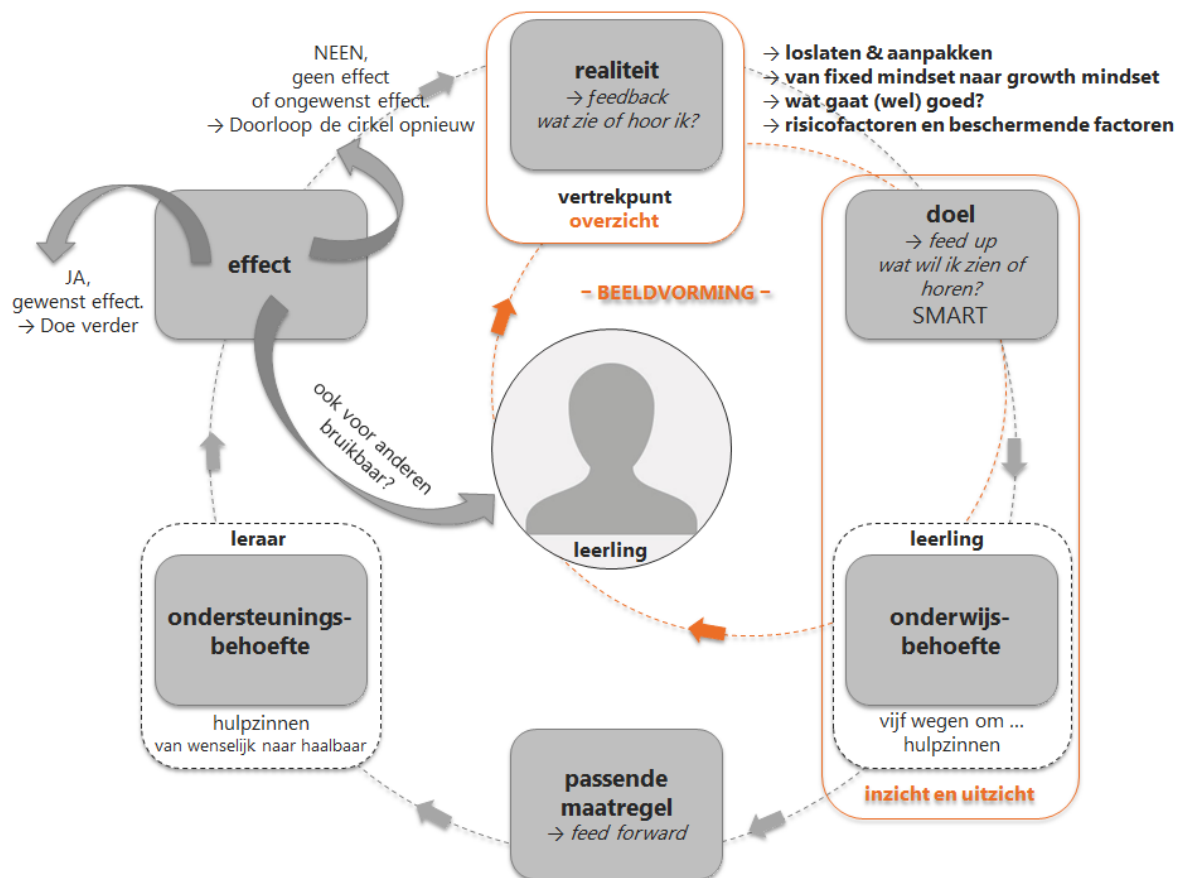 NEEN,
geen effect
of ongewenst effect.
→ Doorloop de cirkel opnieuw
realiteit
→ feedback
wat zie of hoor ik?
vertrekpunt
overzicht
→ loslaten & aanpakken
→ van fixed mindset naar growth mindset
→ wat gaat (wel) goed?
→ risicofactoren en beschermende factoren
doel
→ feed up
wat wil ik zien of
horen?
SMART
effect
JA,
gewenst effect.
→ Doe verder
– BEELDVORMING –
ook voor anderen
bruikbaar?
leerling
leraar
ondersteunings-
behoefte
hulpzinnen
van wenselijk naar haalbaar
leerling
onderwijs-
behoefte
vijf wegen om ...
hulpzinnen
inzicht en uitzicht
passende
maatregel
→ feed forward